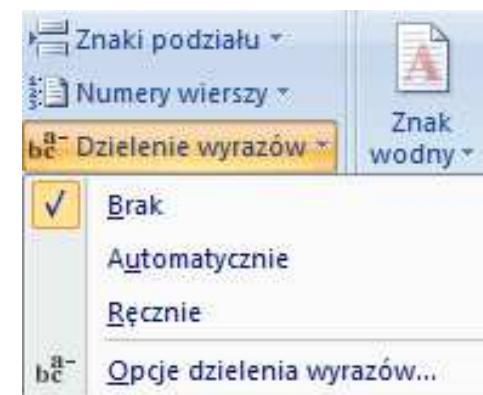 Znaki podziału
Numery wierszy
Dzielenie wyrazów
Znak
wodny
Brak
Automatycznie
Ręcznie
Opcje dzielenia wyrazów...